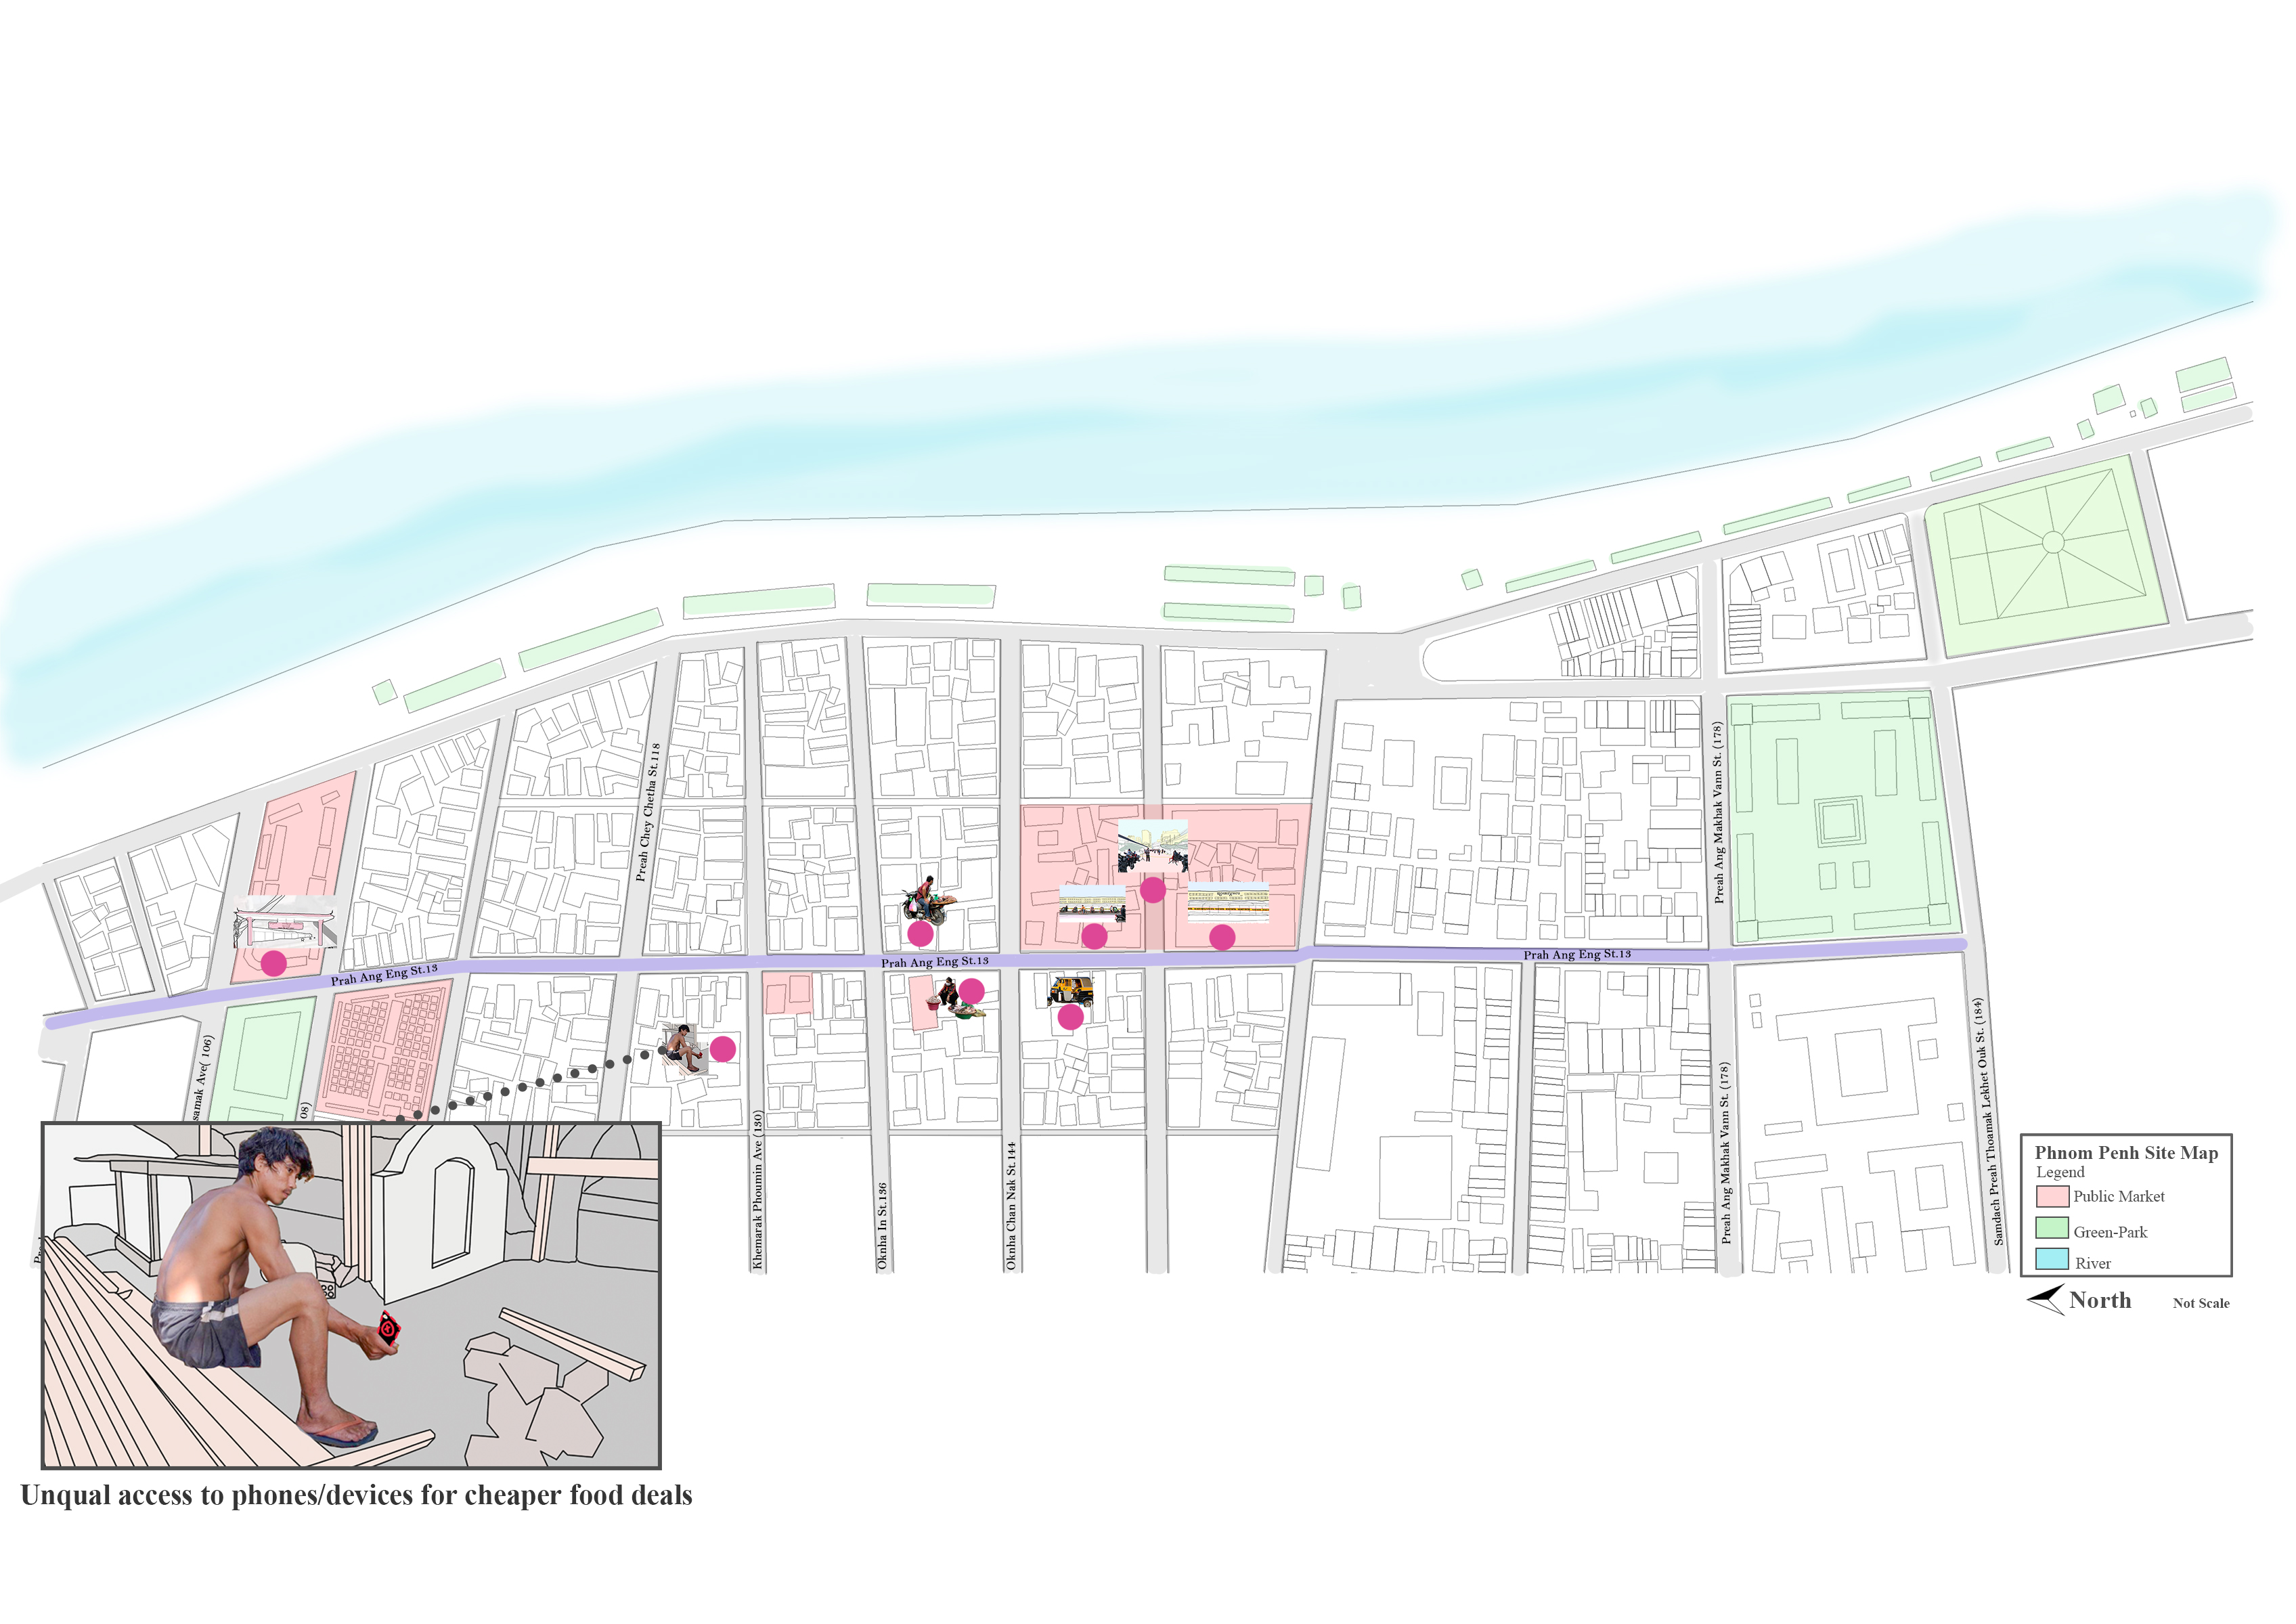 Preah Chey Chetha St.118
Preah Ang Makhak Vann St. (178)
Prah Ang Eng St.13
Prah Ang Eng St.13
Prah Ang Eng St.13
samak Ave( 106)
08)
Khemarak Phoumin Ave (130)
Oknha In St.136
Oknha Chan Nak St.144
Preah Ang Makhak Vann St. (178)
Samdach Preah Thoamak Lekhet Ouk St. (184)
Phnom Penh Site Map
Legend
Public Market
Green-Park
River
North
Not Scale
Unqual access to phones/devices for cheaper food deals